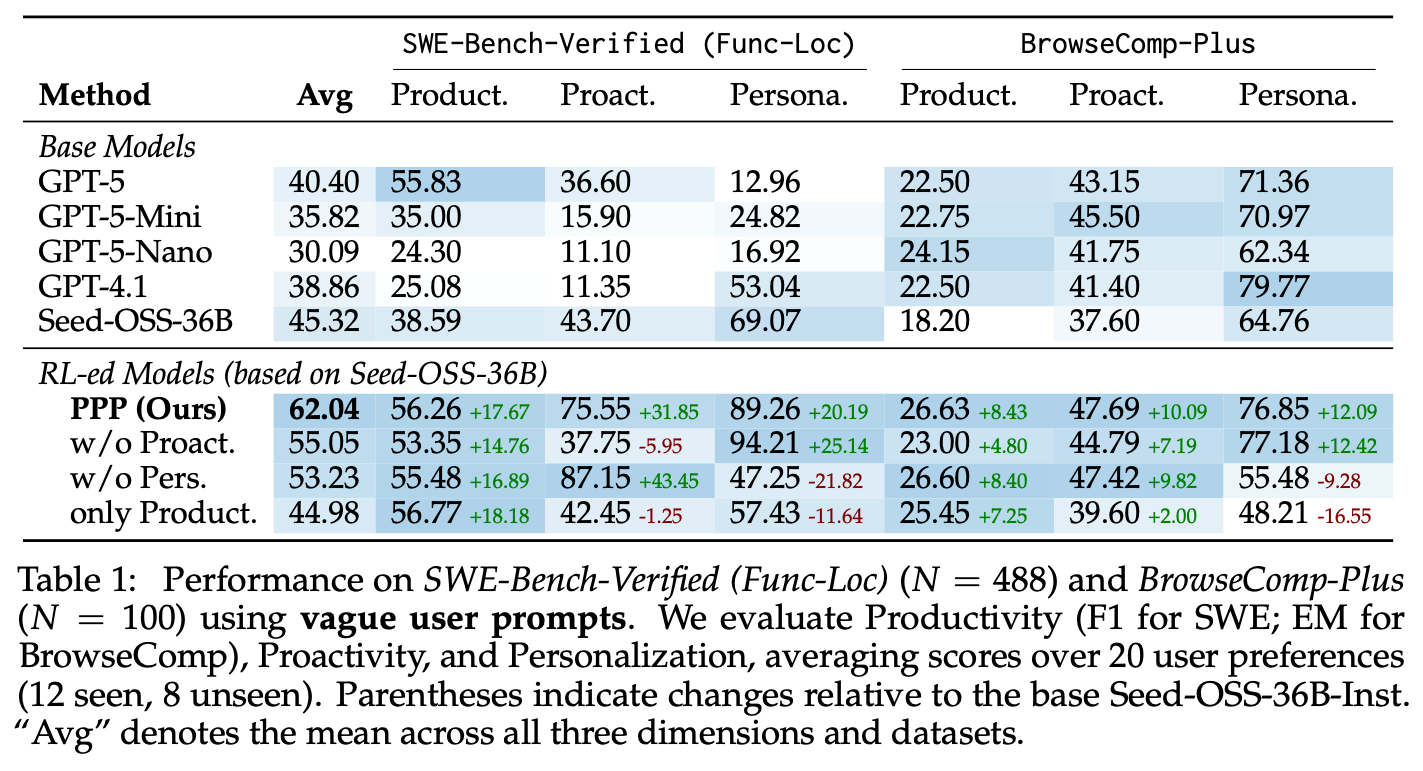 SWE-Bench-Verified (Func-Loc) BrowseComp-Plus
Method Avg Product. Proact. Persona. Product. Proact. Persona.
Base Models
GPT-5 40.40 55.83 36.60 12.96 22.50 43.15 71.36
GPT-5-Mini 35.82 35.00 15.90 24.82 22.75 45.50 70.97
GPT-5-Nano 30.09 24.30 11.10 16.92 24.15 41.75 62.34
GPT-4.1 38.86 25.08 11.35 53.04 22.50 41.40 79.77
Seed-OSS-36B 45.32 38.59 43.70 69.07 18.20 37.60 64.76
RL-ed Models (based on Seed-OSS-36B)
PPP (Ours) 62.04 56.26 +17.67 75.55 +31.85 89.26 +20.19 26.63 +8.43 47.69 +10.09 76.85 +12.09
w/o Proact. 55.05 53.35 +14.76 37.75 -5.95 94.21 +25.14 23.00 +4.80 44.79 +7.19 77.18 +12.42
w/o Pers. 53.23 55.48 +16.89 87.15 +43.45 47.25 -21.82 26.60 +8.40 47.42 +9.82 55.48 -9.28
only Product. 44.98 56.77 +18.18 42.45 -1.25 57.43 -11.64 25.45 +7.25 39.60 +2.00 48.21 -16.55
Table 1: Performance on SWE-Bench-Verified (Func-Loc) (N = 488) and BrowseComp-Plus
(N = 100) using vague user prompts. We evaluate Productivity (F1 for SWE; EM for
BrowseComp), Proactivity, and Personalization, averaging scores over 20 user preferences
(12 seen, 8 unseen). Parentheses indicate changes relative to the base Seed-OSS-36B-Inst.
“Avg” denotes the mean across all three dimensions and datasets.